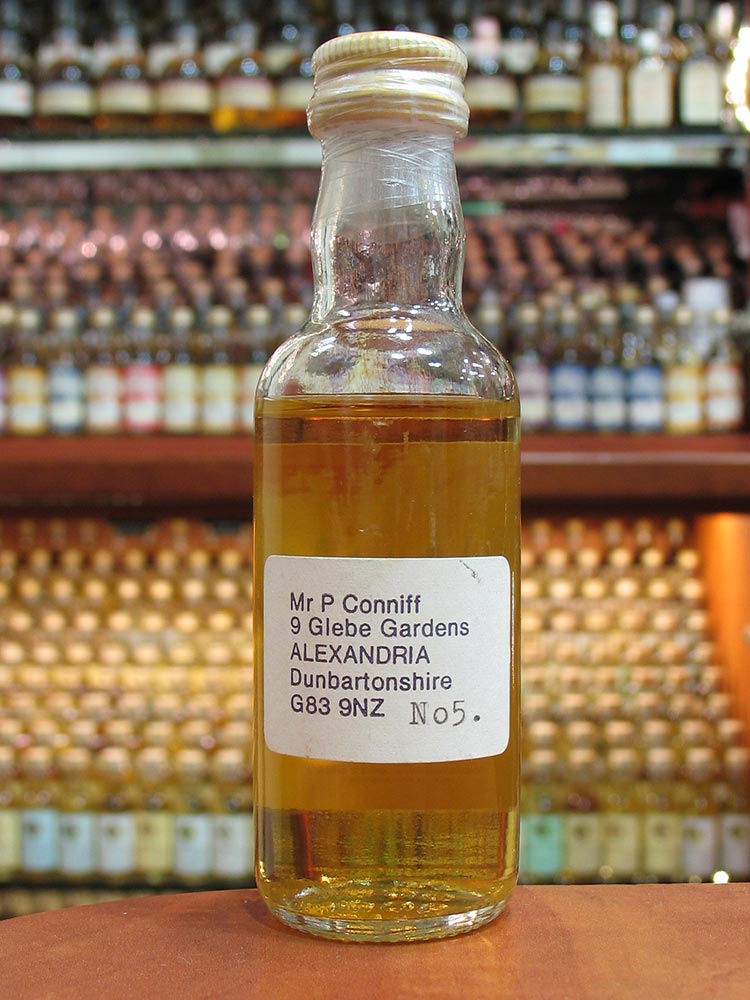 Mr P Conniff
9 Glebe Gardens
ALEXANDRIA
Dunbartonshire
G83 9NZ No5.